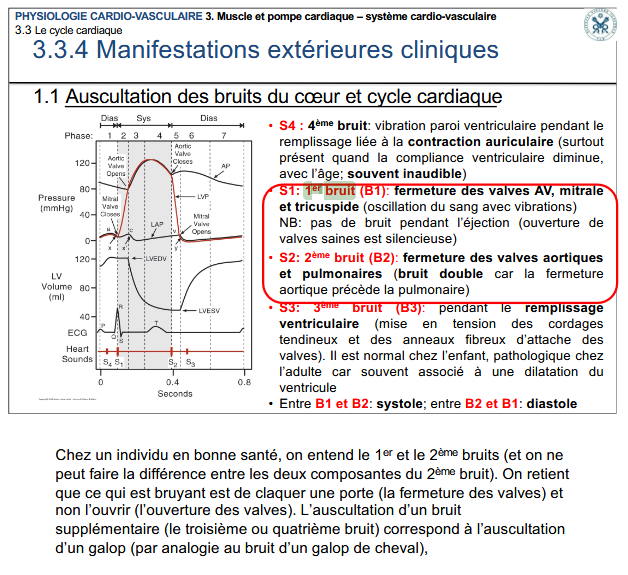 PHYSIOLOGIE CARDIO-VASCULAIRE 3. Muscle et pompe cardiaque – système cardio-vasculaire
3.3 Le cycle cardiaque
3.3.4 Manifestations extérieures cliniques
1.1 Auscultation des bruits du cœur et cycle cardiaque
Dias Sys Dias
Phase: 1 2 3 4 5 6 7
Aortic Valve Opens
Aortic Valve Closes
AP
120
80
40
0
Pressure (mmHg)
LVP
Mitral Valve Closes
Mitral Valve Opens
LAP
a
c
v
x
x'
y
120
80
40
LV Volume (ml)
LVEDV
LVESV
ECG
P
Q
R
S
T
Heart Sounds
S4 S1 S2 S3
0 0.4 0.8
Seconds
• S4 : 4ème bruit: vibration paroi ventriculaire pendant le
remplissage liée à la contraction auriculaire (surtout
présent quand la compliance ventriculaire diminue,
avec l'âge; souvent inaudible)
• S1: 1er bruit (B1): fermeture des valves AV, mitrale
et tricuspide (oscillation du sang avec vibrations)
NB: pas de bruit pendant l'éjection (ouverture de
valves saines est silencieuse)
• S2: 2ème bruit (B2): fermeture des valves aortiques
et pulmonaires (bruit double car la fermeture
aortique précède la pulmonaire)
• S3: 3ème bruit (B3): pendant le remplissage
ventriculaire (mise en tension des cordages
tendineux et des anneaux fibreux d'attache des
valves). Il est normal chez l'enfant, pathologique chez
l'adulte car souvent associé à une dilatation du
ventricule
• Entre B1 et B2: systole; entre B2 et B1: diastole
Chez un individu en bonne santé, on entend le 1er et le 2ème bruits (et on ne
peut faire la différence entre les deux composantes du 2ème bruit). On retient
que ce qui est bruyant est de claquer une porte (la fermeture des valves) et
non l'ouvrir (l'ouverture des valves). L'auscultation d'un bruit
supplémentaire (le troisième ou quatrième bruit) correspond à l'auscultation
d'un galop (par analogie au bruit d'un galop de cheval),